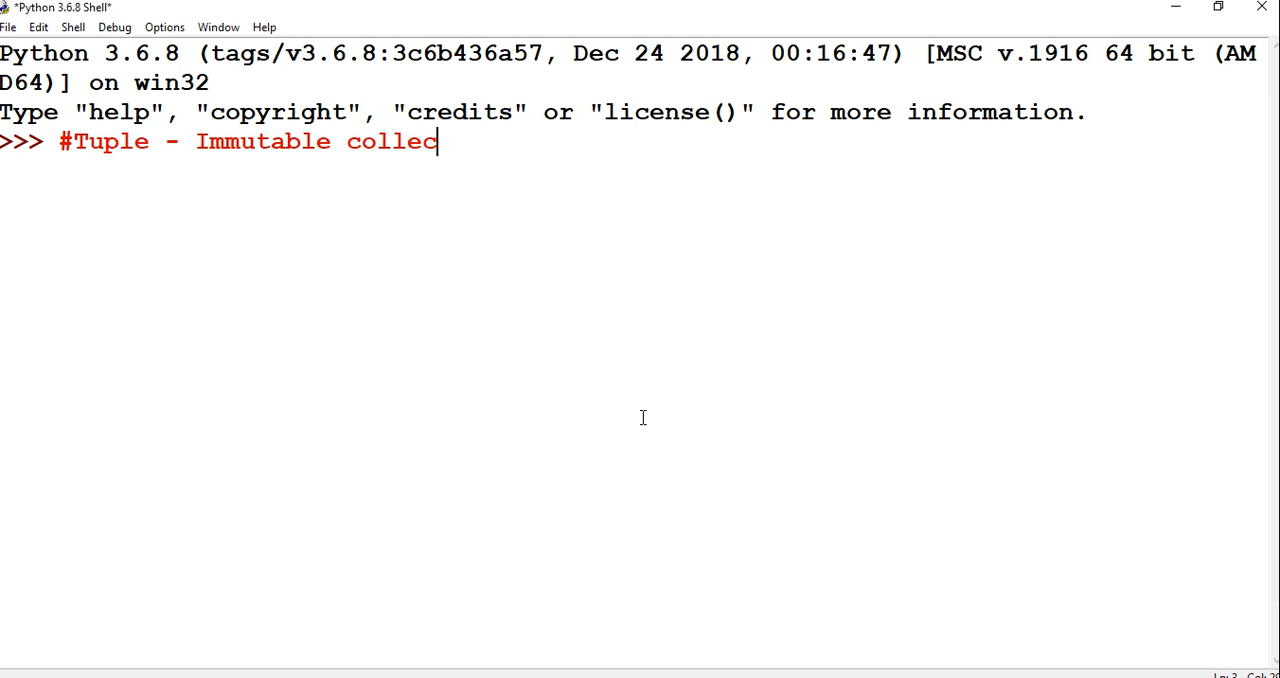 *Python 3.6.8 Shell*
File Edit Shell Debug Options Window Help
Python 3.6.8 (tags/v3.6.8:3c6b436a57, Dec 24 2018, 00:16:47) [MSC v.1916 64 bit (AM
D64)] on win32
Type "help", "copyright", "credits" or "license()" for more information.
>>> #Tuple - Immutable collec